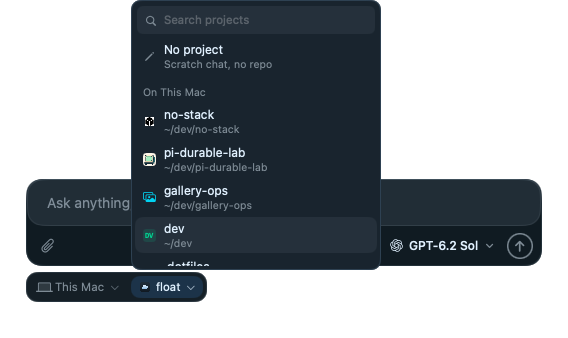 Search projects
No project
Scratch chat, no repo
On This Mac
no-stack
~/dev/no-stack
pi-durable-lab
~/dev/pi-durable-lab
gallery-ops
~/dev/gallery-ops
DV dev
~/dev
.dotfiles
Ask anything
GPT-6.2 Sol
This Mac
float